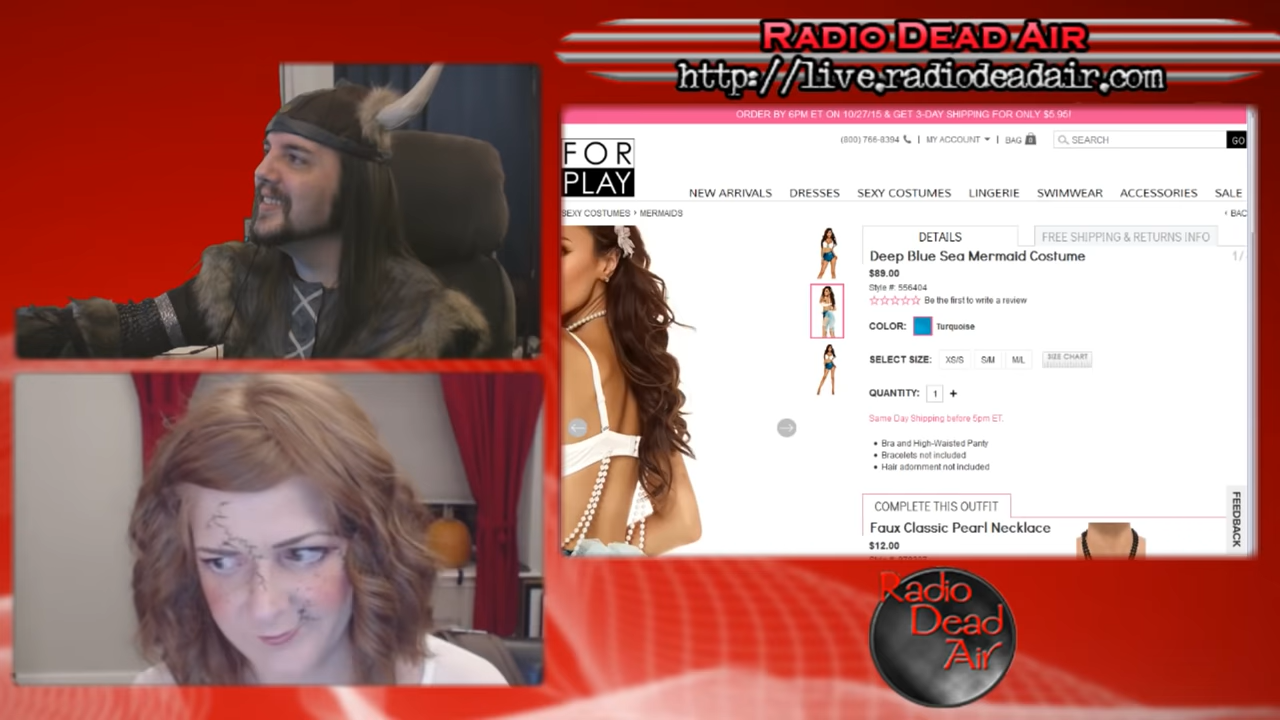 RADIO DEAD AIR
http://live.radiodeadair.com
ORDER BY 6PM ET ON 10/27/15 & GET 3-DAY SHIPPING FOR ONLY $5.95!
FOR
PLAY
(800) 766-8394 | MY ACCOUNT | BAG 0
SEARCH
GO
NEW ARRIVALS DRESSES SEXY COSTUMES LINGERIE SWIMWEAR ACCESSORIES SALE
SEXY COSTUMES > MERMAIDS
‹ BAC
DETAILS
FREE SHIPPING & RETURNS INFO
Deep Blue Sea Mermaid Costume
1/
$89.00
Style #: 556404
☆☆☆☆☆ Be the first to write a review
COLOR: Turquoise
SELECT SIZE: XS/S S/M M/L SIZE CHART
QUANTITY: 1 +
Same Day Shipping before 5pm ET.
• Bra and High-Waisted Panty
• Bracelets not included
• Hair adornment not included
COMPLETE THIS OUTFIT
Faux Classic Pearl Necklace
$12.00
FEEDBACK
Radio
Dead
Air